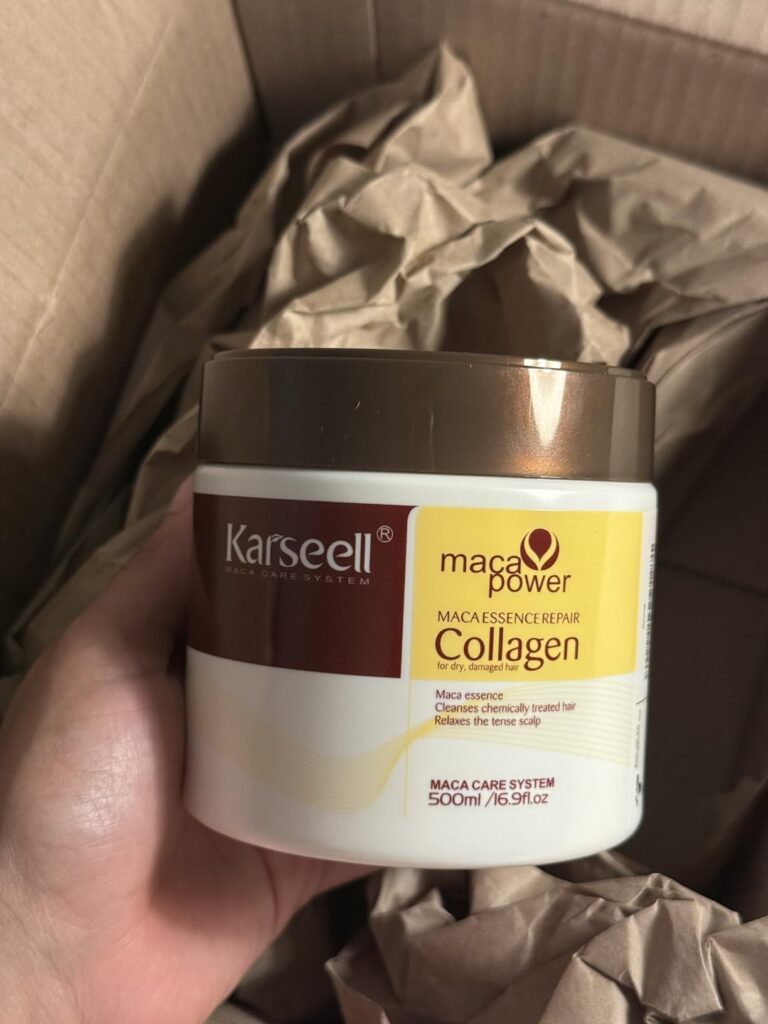 Karseell®
MACA CARE SYSTEM
maca
power
MACA ESSENCE REPAIR
Collagen
for dry, damaged hair
Maca essence
Cleanses chemically treated hair
Relaxes the tense scalp
MACA CARE SYSTEM
500ml /16.9fl.oz